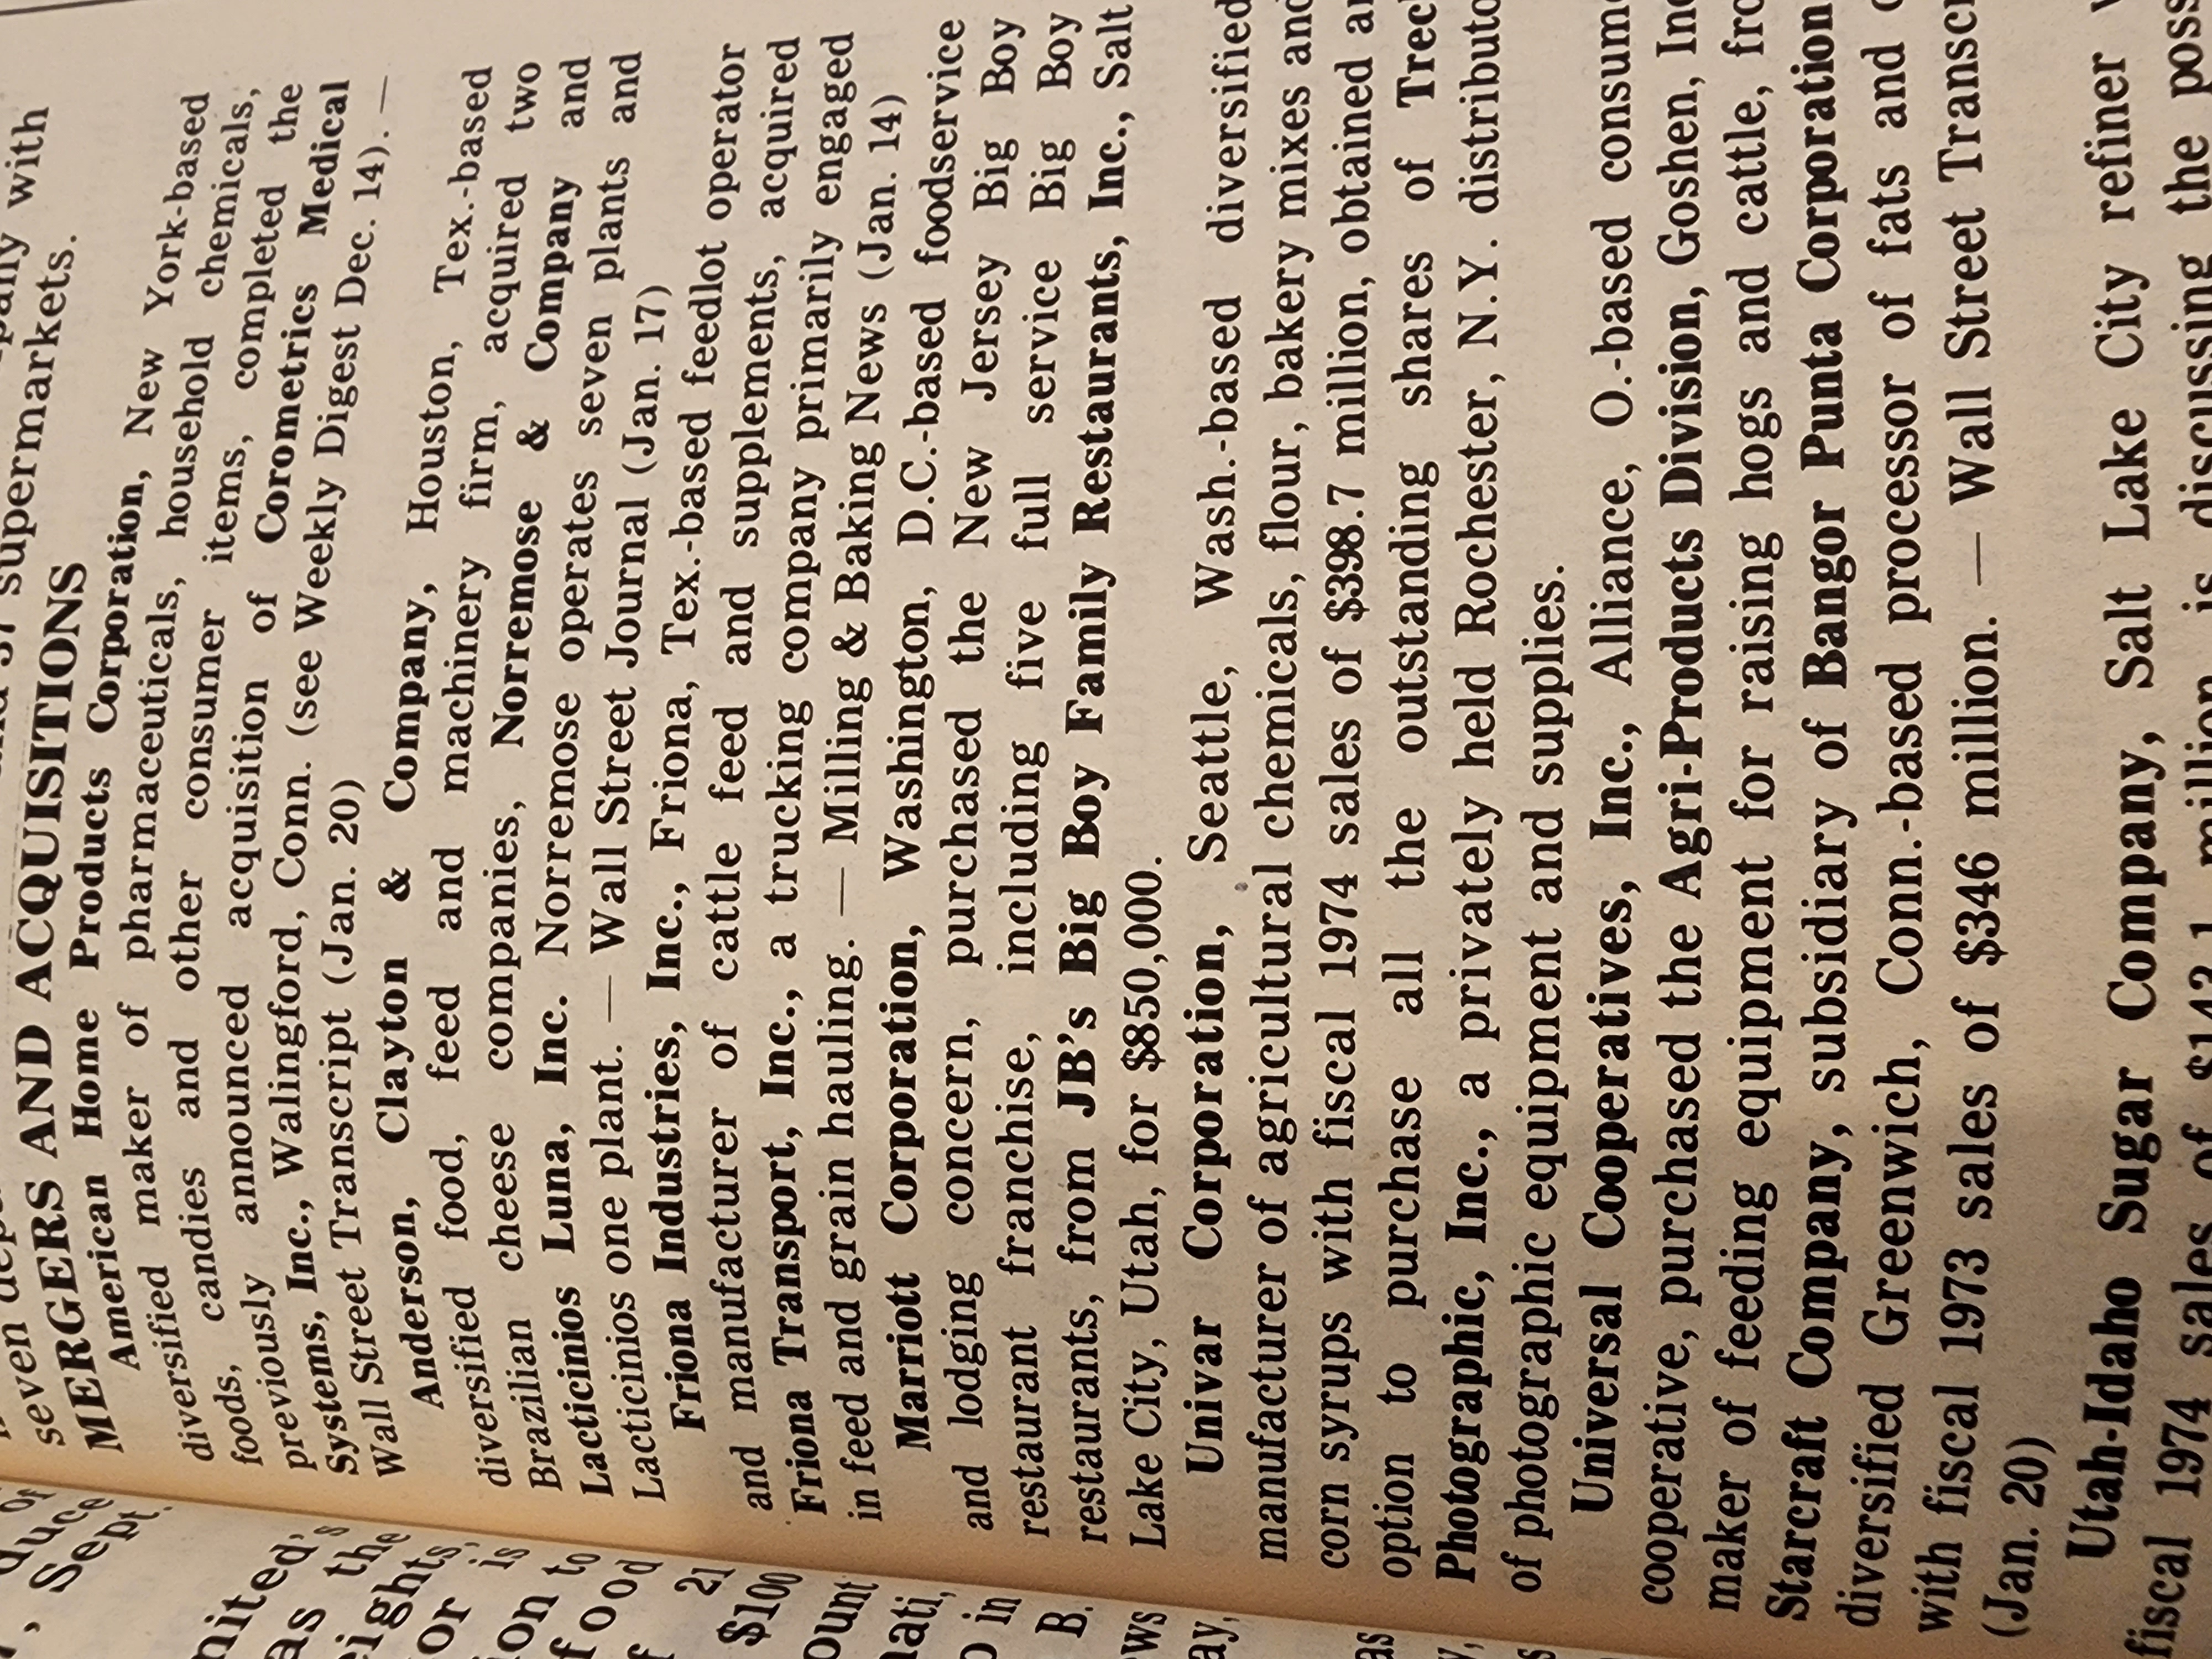 seven
supermarkets.
MERGERS AND ACQUISITIONS
American Home Products Corporation, New York-based
diversified maker of pharmaceuticals, household chemicals,
foods, candies and other consumer items, completed the
previously announced acquisition of Corometrics Medical
Systems, Inc., Walingford, Conn. (see Weekly Digest Dec. 14). —
Wall Street Transcript (Jan. 20)
Anderson, Clayton & Company, Houston, Tex.-based
diversified food, feed and machinery firm, acquired two
Brazilian cheese companies, Norremose & Company and
Lacticinios Luna, Inc. Norremose operates seven plants and
Lacticinios one plant. — Wall Street Journal (Jan. 17)
Friona Industries, Inc., Friona, Tex.-based feedlot operator
and manufacturer of cattle feed and supplements, acquired
Friona Transport, Inc., a trucking company primarily engaged
in feed and grain hauling. — Milling & Baking News (Jan. 14)
Marriott Corporation, Washington, D.C.-based foodservice
and lodging concern, purchased the New Jersey Big Boy
restaurant franchise, including five full service Big Boy
restaurants, from JB's Big Boy Family Restaurants, Inc., Salt
Lake City, Utah, for $850,000.
Univar Corporation, Seattle, Wash.-based diversified
manufacturer of agricultural chemicals, flour, bakery mixes and
corn syrups with fiscal 1974 sales of $398.7 million, obtained
option to purchase all the outstanding shares of
Photographic, Inc., a privately held Rochester, N.Y.
of photographic equipment and supplies.
Universal Cooperatives, Inc., Alliance, O.-based
cooperative, purchased the Agri-Products Division, Goshen,
maker of feeding equipment for raising hogs and cattle,
Starcraft Company, subsidiary of Bangor Punta Corporation
diversified Greenwich, Conn.-based processor of fats and
with fiscal 1973 sales of $346 million. — Wall Street
(Jan. 20)
Utah-Idaho Sugar Company, Salt Lake City refiner
fiscal 1974 sales of million is discussing the
Sept.
$100